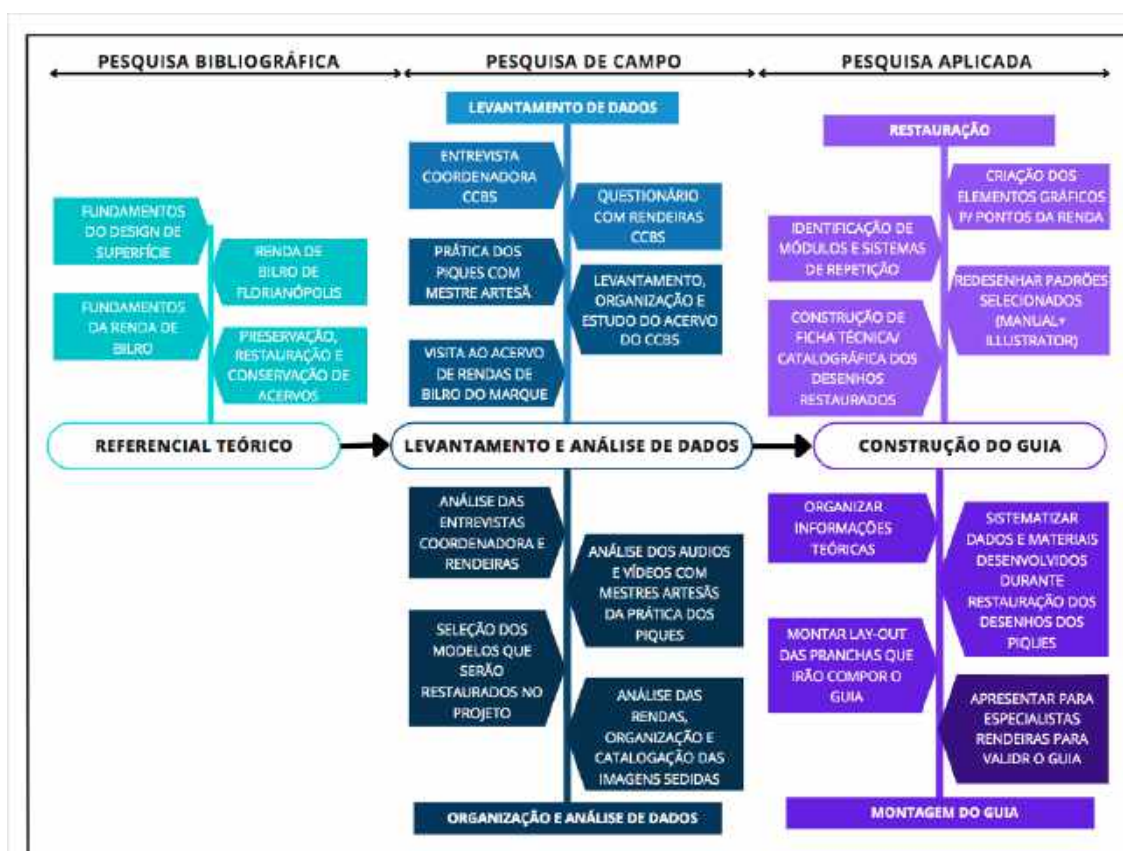 PESQUISA BIBLIOGRÁFICA
FUNDAMENTOS
DO DESIGN DE
SUPERFÍCIE
RENDA DE
BILRO DE
FLORIANÓPOLIS
FUNDAMENTOS
DA RENDA DE
BILRO
PRESERVAÇÃO,
RESTAURAÇÃO E
CONSERVAÇÃO DE
ACERVOS
REFERENCIAL TEÓRICO
PESQUISA DE CAMPO
LEVANTAMENTO DE DADOS
ENTREVISTA
COORDENADORA
CCBS
QUESTIONÁRIO
COM RENDEIRAS
CCBS
PRÁTICA DOS
PIQUES COM
MESTRE ARTESÃ
LEVANTAMENTO,
ORGANIZAÇÃO E
ESTUDO DO ACERVO
DO CCBS
VISITA AO ACERVO
DE RENDAS DE
BILRO DO MARQUE
LEVANTAMENTO E ANÁLISE DE DADOS
ANÁLISE DAS
ENTREVISTAS
COORDENADORA E
RENDEIRAS
ANÁLISE DOS AUDIOS
E VÍDEOS COM
MESTRES ARTESÃS
DA PRÁTICA DOS
PIQUES
SELEÇÃO DOS
MODELOS QUE
SERÃO
RESTAURADOS NO
PROJETO
ANÁLISE DAS
RENDAS,
ORGANIZAÇÃO E
CATALOGAÇÃO DAS
IMAGENS SEDIDAS
ORGANIZAÇÃO E ANÁLISE DE DADOS
PESQUISA APLICADA
RESTAURAÇÃO
CRIAÇÃO DOS
ELEMENTOS GRÁFICOS
P/ PONTOS DA RENDA
IDENTIFICAÇÃO DE
MÓDULOS E SISTEMAS
DE REPETIÇÃO
REDESENHAR PADRÕES
SELECIONADOS
(MANUAL+
ILLUSTRATOR)
CONSTRUÇÃO DE
FICHA TÉCNICA/
CATALOGRÁFICA DOS
DESENHOS
RESTAURADOS
CONSTRUÇÃO DO GUIA
ORGANIZAR
INFORMAÇÕES
TEÓRICAS
SISTEMATIZAR
DADOS E MATERIAIS
DESENVOLVIDOS
DURANTE
RESTAURAÇÃO DOS
DESENHOS DOS
PIQUES
MONTAR LAY-OUT
DAS PRANCHAS QUE
IRÃO COMPOR O
GUIA
APRESENTAR PARA
ESPECIALISTAS
RENDEIRAS PARA
VALIDR O GUIA
MONTAGEM DO GUIA